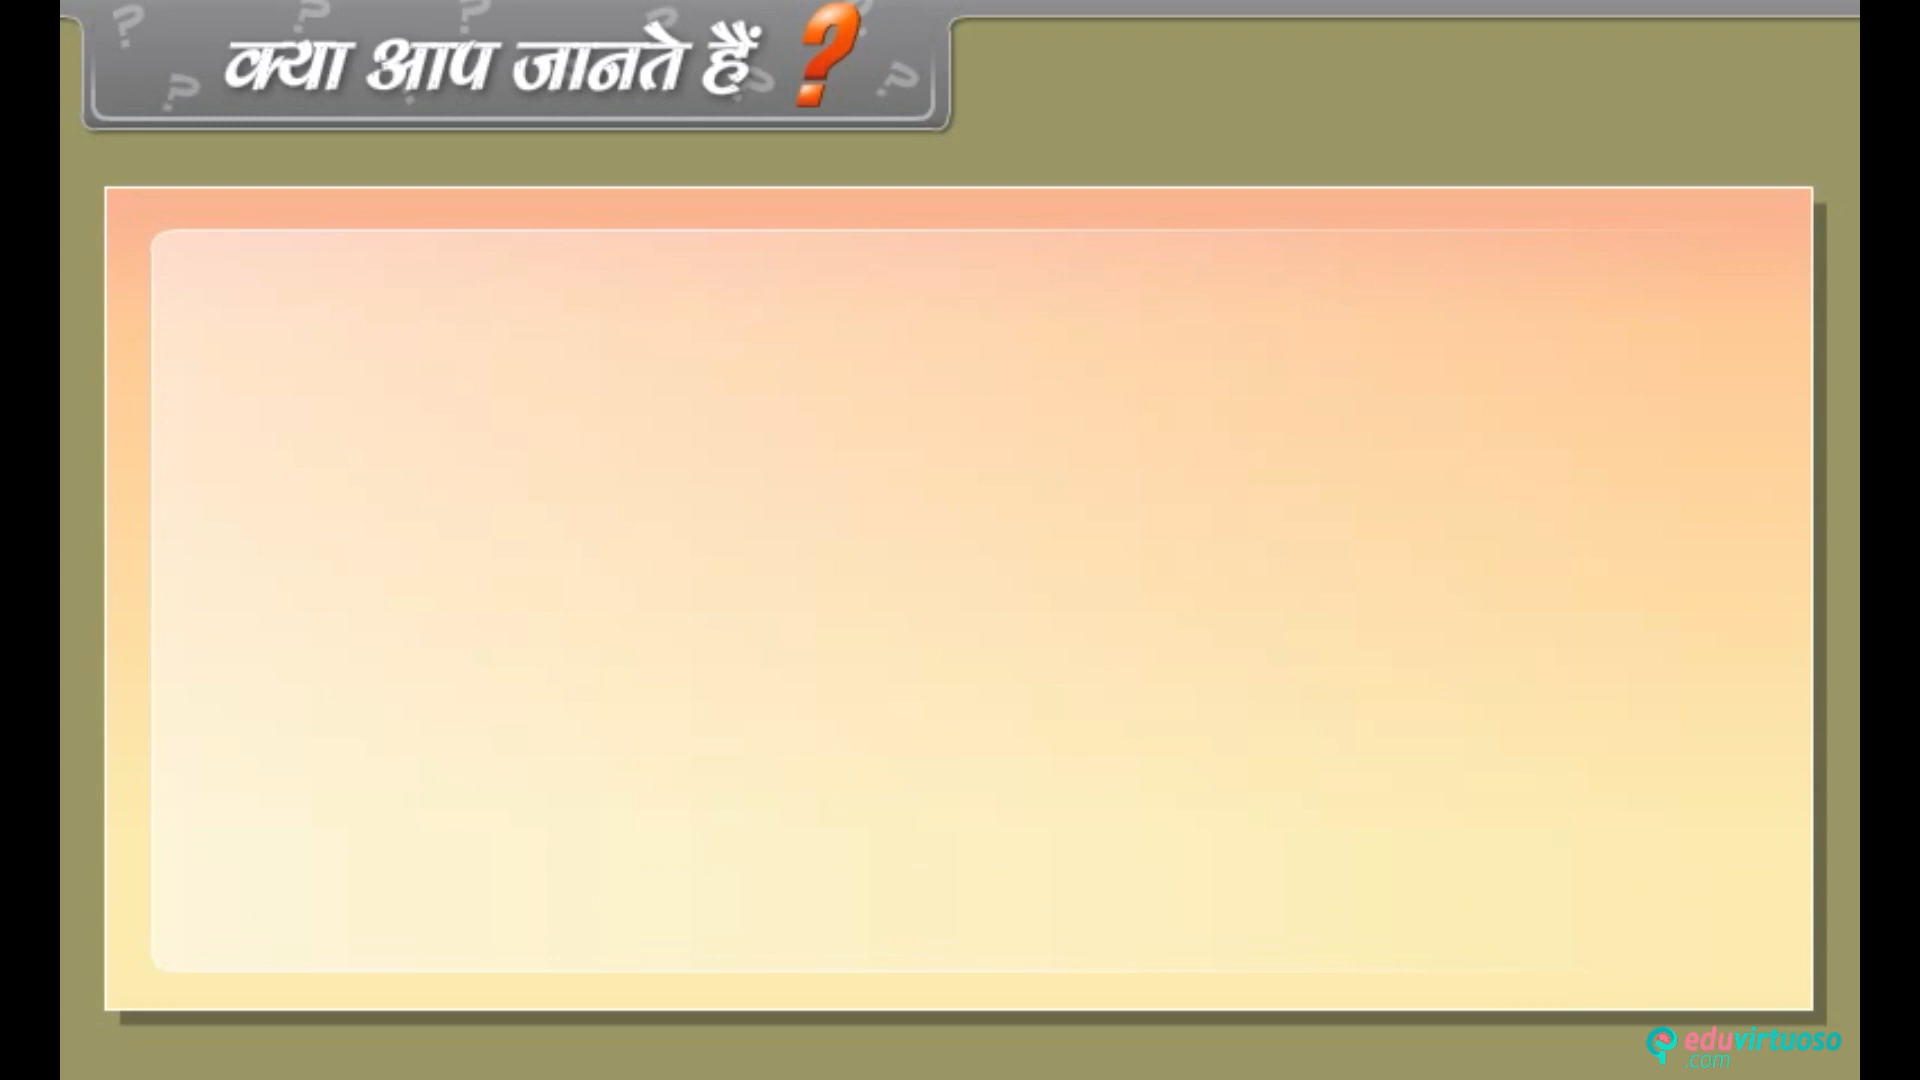 क्या आप जानते हैं ?
eduvirtuoso
.com